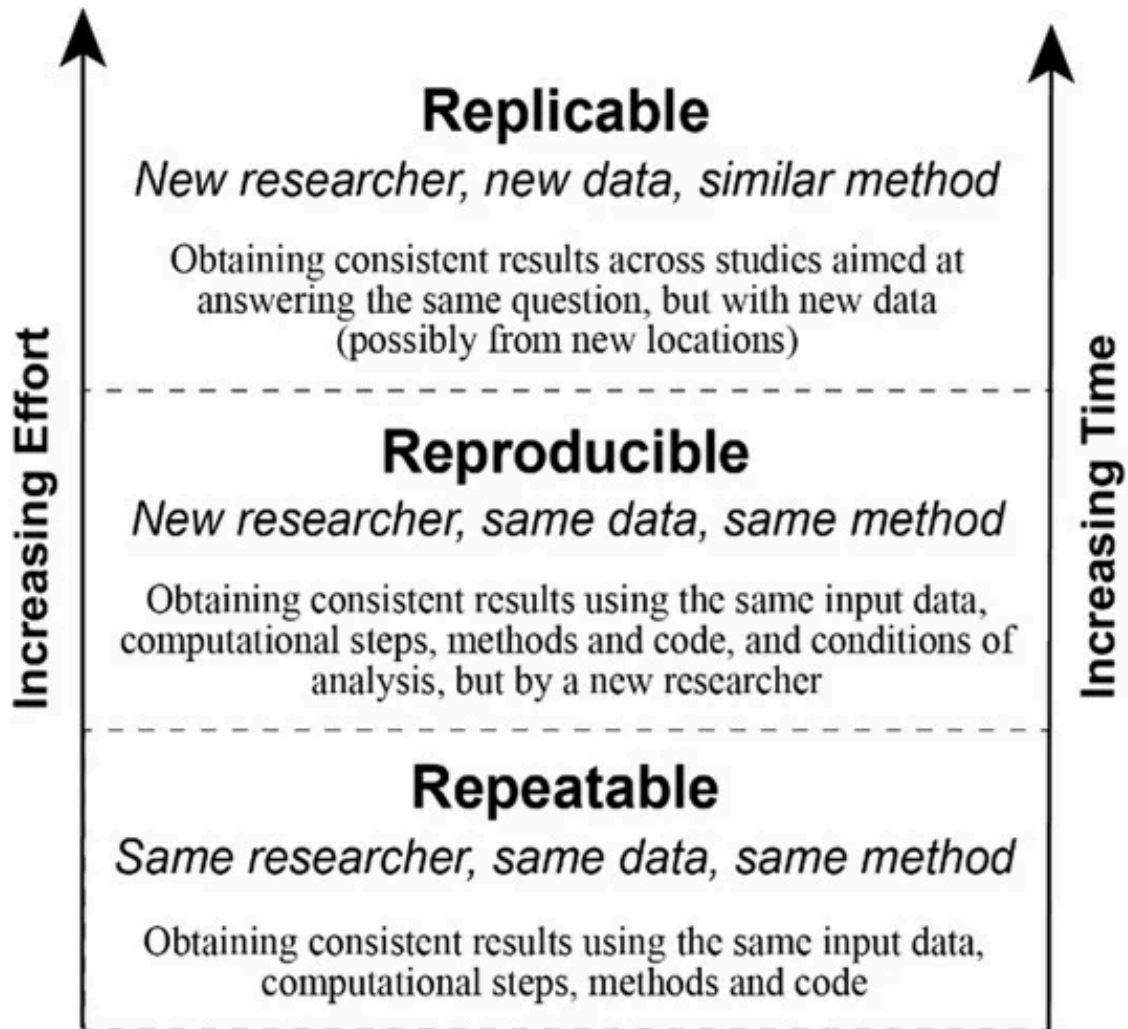 Replicable
New researcher, new data, similar method
Obtaining consistent results across studies aimed at
answering the same question, but with new data
(possibly from new locations)
Increasing Effort
Increasing Time
Reproducible
New researcher, same data, same method
Obtaining consistent results using the same input data,
computational steps, methods and code, and conditions of
analysis, but by a new researcher
Repeatable
Same researcher, same data, same method
Obtaining consistent results using the same input data,
computational steps, methods and code